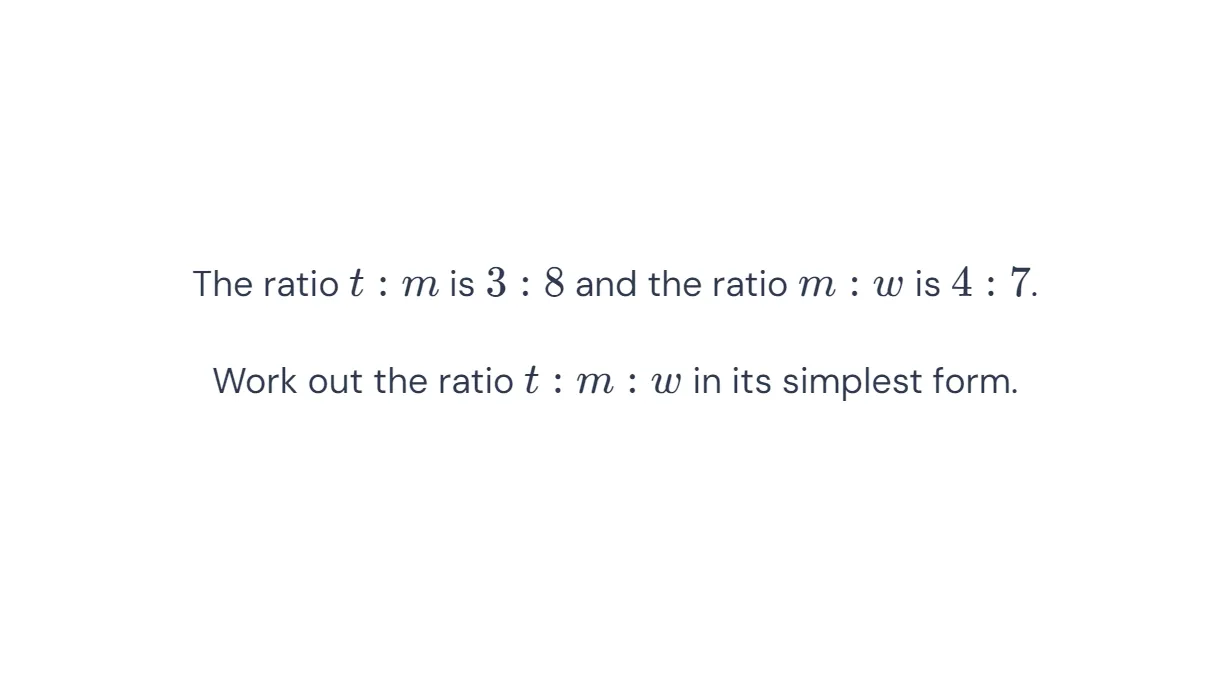 The ratio t : m is 3 : 8 and the ratio m : w is 4 : 7.
Work out the ratio t : m : w in its simplest form.